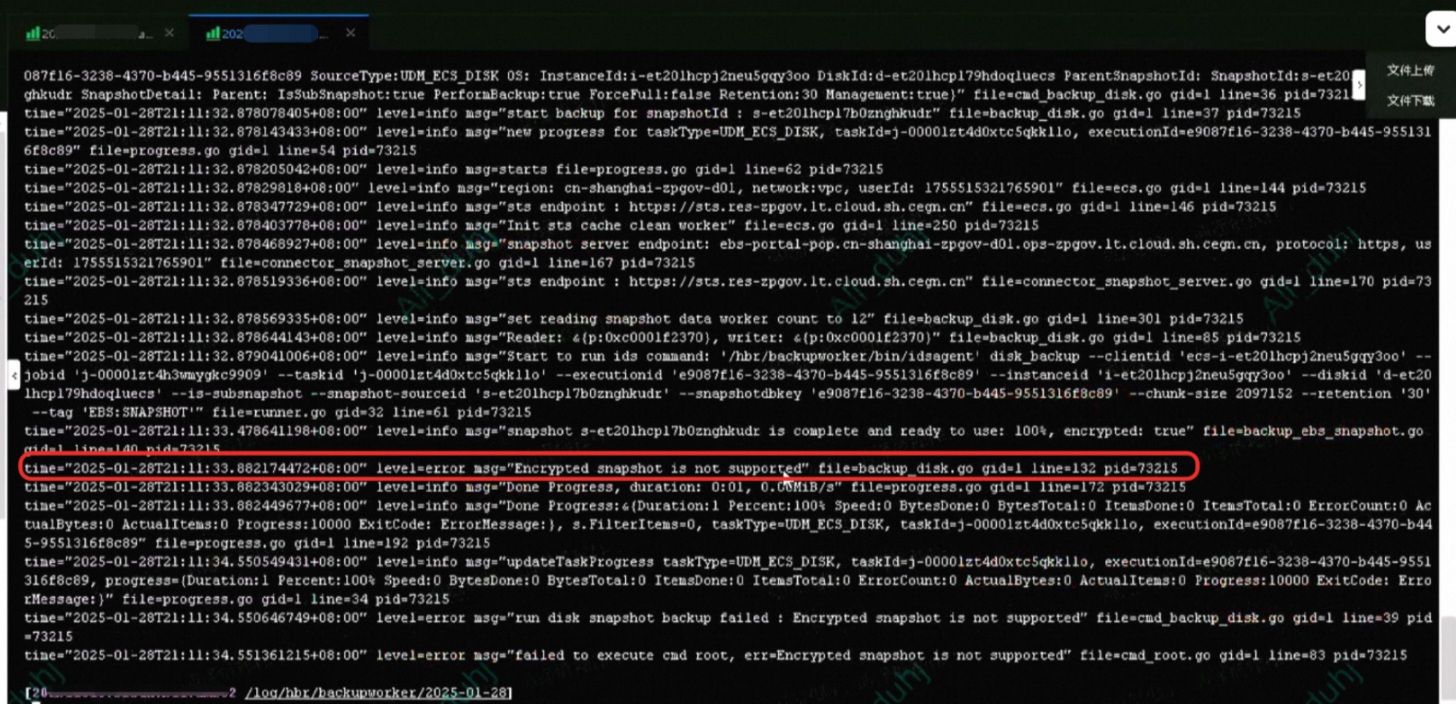 20 a...
202 ...
文件上传
文件下载
087f16-3238-4370-b445-9551316f8c89 SourceType:UDM_ECS_DISK OS: InstanceId:i-et201hcpj2neu5gqy3oo DiskId:d-et201hcp179hdoqluecs ParentSnapshotId: SnapshotId:s-et20
ghkudr SnapshotDetail: Parent: IsSubSnapshot:true PerformBackup:true ForceFull:false Retention:30 Management:true}" file=cmd_backup_disk.go gid=1 line=36 pid=7321
time="2025-01-28T21:11:32.878078405+08:00" level=info msg="start backup for snapshotId : s-et201hcp17b0znghkudr" file=backup_disk.go gid=1 line=37 pid=73215
time="2025-01-28T21:11:32.878143433+08:00" level=info msg="new progress for taskType=UDM_ECS_DISK, taskId=j-00001zt4d0xtc5qkk1lo, executionId=e9087f16-3238-4370-b445-955131
6f8c89" file=progress.go gid=1 line=54 pid=73215
time="2025-01-28T21:11:32.878205042+08:00" level=info msg=starts file=progress.go gid=1 line=62 pid=73215
time="2025-01-28T21:11:32.87829818+08:00" level=info msg="region: cn-shanghai-zpgov-d01, network:vpc, userId: 1755515321765901" file=ecs.go gid=1 line=144 pid=73215
time="2025-01-28T21:11:32.878347729+08:00" level=info msg="sts endpoint : https://sts.res-zpgov.lt.cloud.sh.cegn.cn" file=ecs.go gid=1 line=146 pid=73215
time="2025-01-28T21:11:32.878403778+08:00" level=info msg="Init sts cache clean worker" file=ecs.go gid=1 line=250 pid=73215
time="2025-01-28T21:11:32.878468927+08:00" level=info msg="snapshot server endpoint: ebs-portal-pop.cn-shanghai-zpgov-d01.ops-zpgov.lt.cloud.sh.cegn.cn, protocol: https, us
erId: 1755515321765901" file=connector_snapshot_server.go gid=1 line=167 pid=73215
time="2025-01-28T21:11:32.878519336+08:00" level=info msg="sts endpoint : https://sts.res-zpgov.lt.cloud.sh.cegn.cn" file=connector_snapshot_server.go gid=1 line=170 pid=73
215
time="2025-01-28T21:11:32.878569335+08:00" level=info msg="set reading snapshot data worker count to 12" file=backup_disk.go gid=1 line=301 pid=73215
time="2025-01-28T21:11:32.878644143+08:00" level=info msg="Reader: &{p:0xc0001f2370}, writer: &{p:0xc0001f2370}" file=backup_disk.go gid=1 line=85 pid=73215
time="2025-01-28T21:11:32.879041006+08:00" level=info msg="Start to run ids command: '/hbr/backupworker/bin/idsagent' disk_backup --clientid 'ecs-i-et201hcpj2neu5gqy3oo' --
jobid 'j-00001zt4h3wmygkc9909' --taskid 'j-00001zt4d0xtc5qkk1lo' --executionid 'e9087f16-3238-4370-b445-9551316f8c89' --instanceid 'i-et201hcpj2neu5gqy3oo' --diskid 'd-et20
1hcp179hdoqluecs' --is-subsnapshot --snapshot-sourceid 's-et201hcp17b0znghkudr' --snapshotdbkey 'e9087f16-3238-4370-b445-9551316f8c89' --chunk-size 2097152 --retention '30'
--tag 'EBS:SNAPSHOT'" file=runner.go gid=32 line=61 pid=73215
time="2025-01-28T21:11:33.478641198+08:00" level=info msg="snapshot s-et201hcp17b0znghkudr is complete and ready to use: 100%, encrypted: true" file=backup_ebs_snapshot.go
gid=1 line=140 pid=73215
time="2025-01-28T21:11:33.882174472+08:00" level=error msg="Encrypted snapshot is not supported" file=backup_disk.go gid=1 line=132 pid=73215
time="2025-01-28T21:11:33.882343029+08:00" level=info msg="Done Progress, duration: 0:01, 0.00MiB/s" file=progress.go gid=1 line=172 pid=73215
time="2025-01-28T21:11:33.882449677+08:00" level=info msg="Done Progress:&{Duration:1 Percent:100% Speed:0 BytesDone:0 BytesTotal:0 ItemsDone:0 ItemsTotal:0 ErrorCount:0 Ac
tualBytes:0 ActualItems:0 Progress:10000 ExitCode: ErrorMessage:}, s.FilterItems=0, taskType=UDM_ECS_DISK, taskId=j-00001zt4d0xtc5qkk1lo, executionId=e9087f16-3238-4370-b44
5-9551316f8c89" file=progress.go gid=1 line=192 pid=73215
time="2025-01-28T21:11:34.550549431+08:00" level=info msg="updateTaskProgress taskType=UDM_ECS_DISK, taskId=j-00001zt4d0xtc5qkk1lo, executionId=e9087f16-3238-4370-b445-9551
316f8c89, progress={Duration:1 Percent:100% Speed:0 BytesDone:0 BytesTotal:0 ItemsDone:0 ItemsTotal:0 ErrorCount:0 ActualBytes:0 ActualItems:0 Progress:10000 ExitCode: Erro
rMessage:}" file=progress.go gid=1 line=34 pid=73215
time="2025-01-28T21:11:34.550646749+08:00" level=error msg="run disk snapshot backup failed : Encrypted snapshot is not supported" file=cmd_backup_disk.go gid=1 line=39 pid
=73215
time="2025-01-28T21:11:34.551361215+08:00" level=error msg="failed to execute cmd root, err=Encrypted snapshot is not supported" file=cmd_root.go gid=1 line=83 pid=73215
[20 2 /log/hbr/backupworker/2025-01-28]